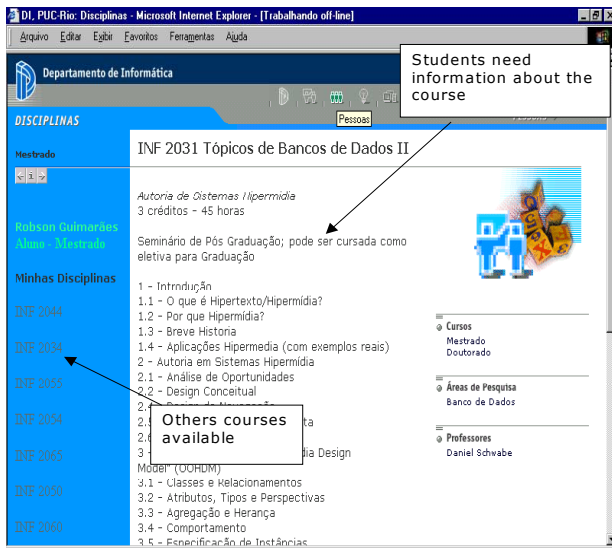 DI, PUC-Rio: Disciplinas - Microsoft Internet Explorer - [Trabalhando off-line]
Arquivo Editar Exibir Favoritos Ferramentas Ajuda
Departamento de Informática
DISCIPLINAS
Pessoas
Students need
information about the
course
Mestrado
< i >
Robson Guimarães
Aluno - Mestrado
Minhas Disciplinas
INF 2044
INF 2034
INF 2055
INF 2054
INF 2065
INF 2050
INF 2060
INF 2031 Tópicos de Bancos de Dados II
Autoria de Sistemas Hipermidia
3 créditos - 45 horas
Seminário de Pós Graduação; pode ser cursada como
eletiva para Graduação
1 - Introdução
1.1 - O que é Hipertexto/Hipermídia?
1.2 - Por que Hipermídia?
1.3 - Breve Historia
1.4 - Aplicações Hipermedia (com exemplos reais)
2 - Autoria em Sistemas Hipermídia
2.1 - Análise de Oportunidades
2.2 - Design Conceitual
Others courses
available
3 - dia Design
Model" (OOHDM)
3.1 - Classes e Relacionamentos
3.2 - Atributos, Tipos e Perspectivas
3.3 - Agregação e Herança
3.4 - Comportamento
3.5 - Especificação de Instâncias
Cursos
Mestrado
Doutorado
Áreas de Pesquisa
Banco de Dados
Professores
Daniel Schwabe